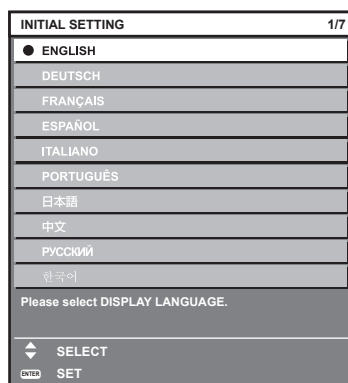 INITIAL SETTING 1/7
ENGLISH
DEUTSCH
FRANÇAIS
ESPAÑOL
ITALIANO
PORTUGUÊS
日本語
中文
РУССКИЙ
한국어
Please select DISPLAY LANGUAGE.
SELECT
ENTER SET